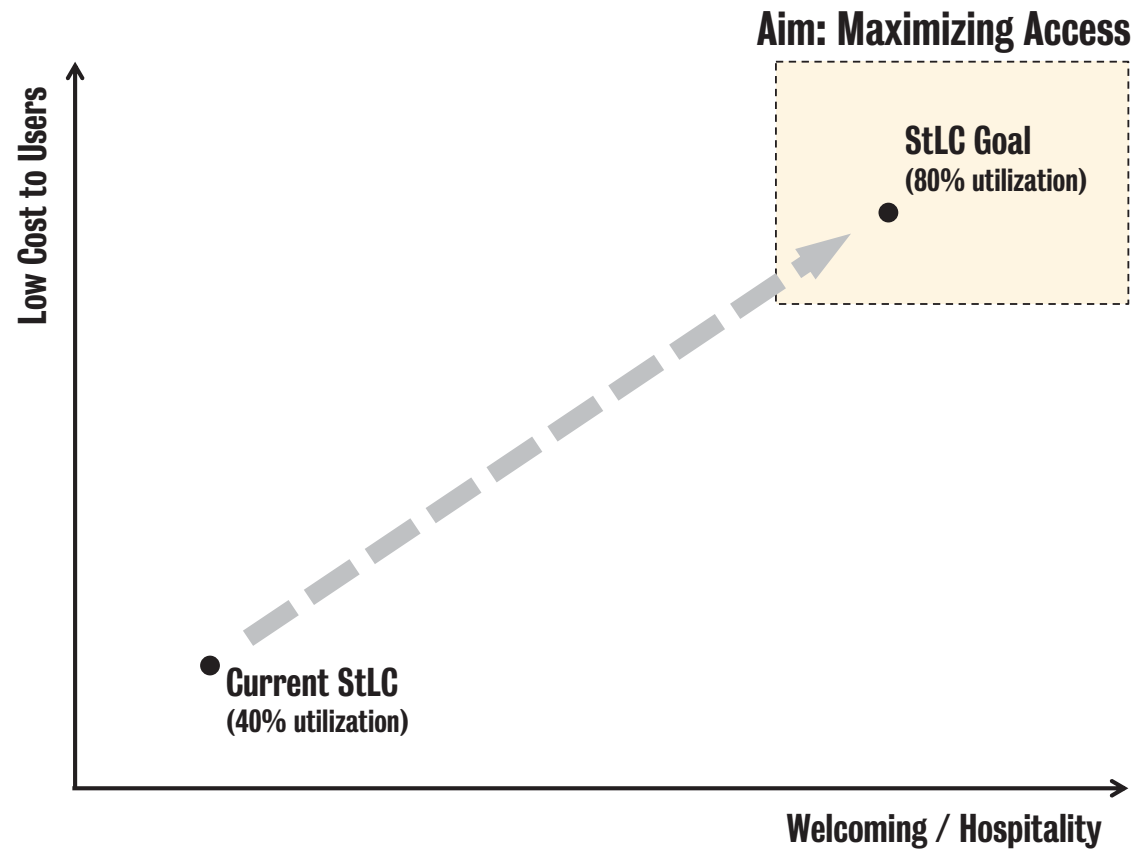 Aim: Maximizing Access
Low Cost to Users
StLC Goal
(80% utilization)
Current StLC
(40% utilization)
Welcoming / Hospitality